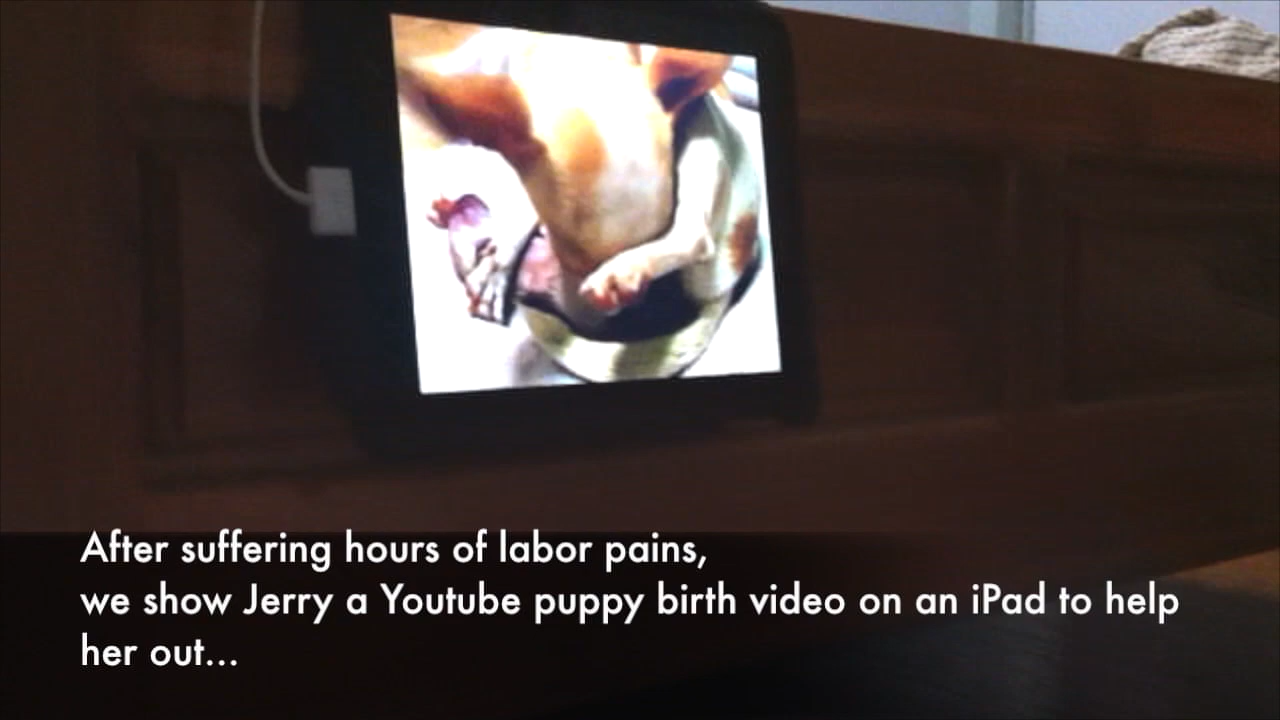 After suffering hours of labor pains,
we show Jerry a Youtube puppy birth video on an iPad to help
her out...